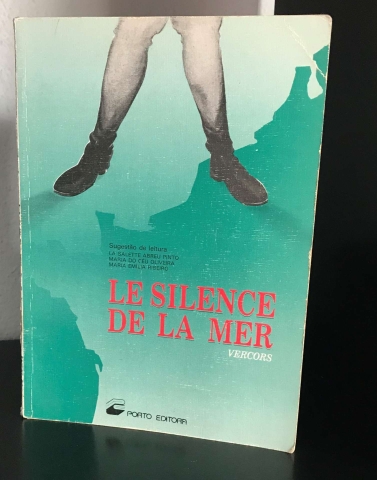 Sugestão de leitura
LA SALETTE ABREU PINTO
MARIA DO CÉU OLIVEIRA
MARIA EMÍLIA RIBEIRO
LE SILENCE
DE LA MER
VERCORS
PORTO EDITORA